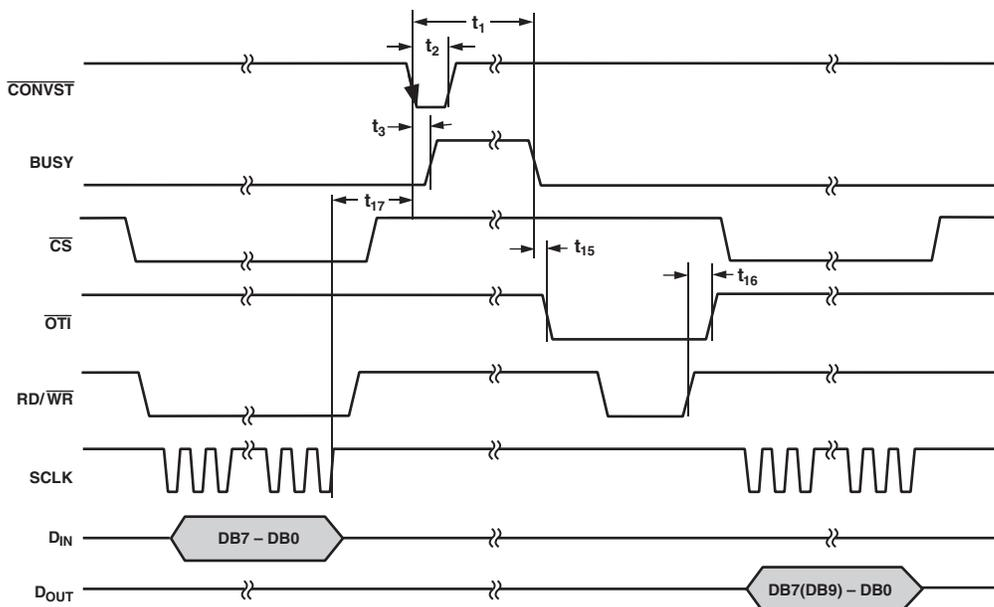 t1
t2
CONVST
t3
BUSY
t17
CS
t15
t16
OTI
RD/WR
SCLK
DIN
DB7 – DB0
DOUT
DB7(DB9) – DB0